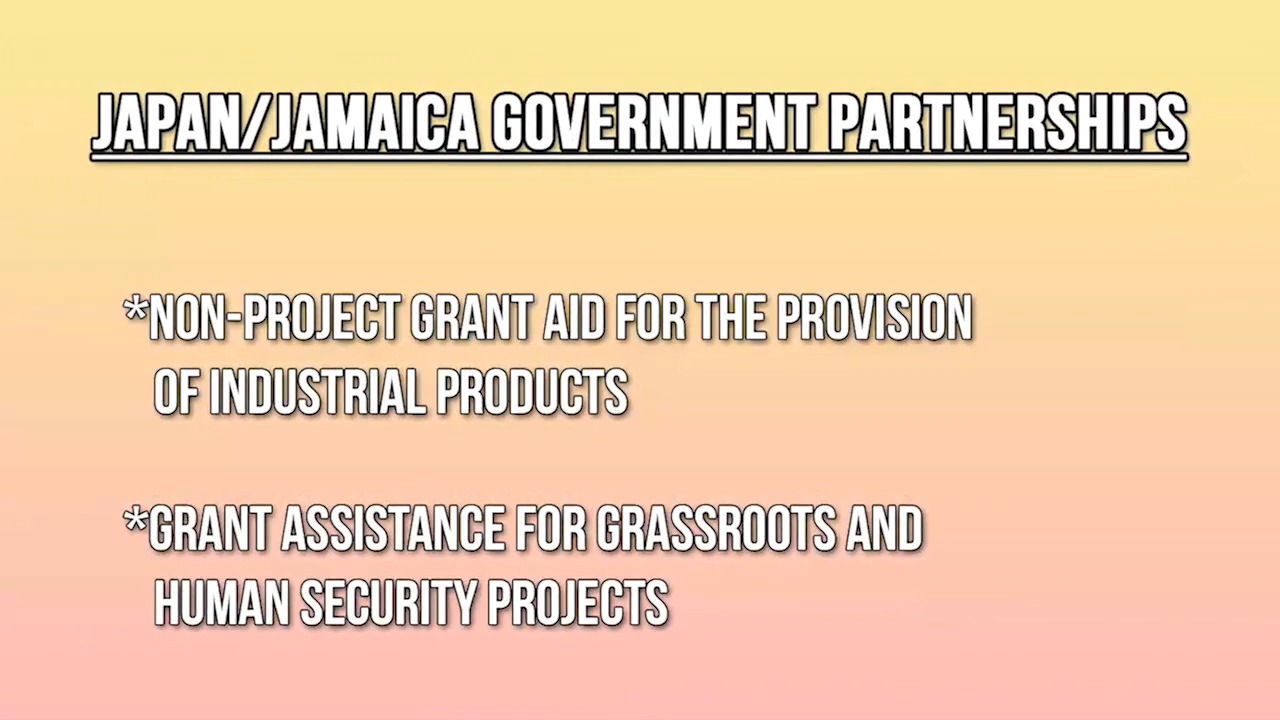 JAPAN/JAMAICA GOVERNMENT PARTNERSHIPS
*NON-PROJECT GRANT AID FOR THE PROVISION
OF INDUSTRIAL PRODUCTS
*GRANT ASSISTANCE FOR GRASSROOTS AND
HUMAN SECURITY PROJECTS